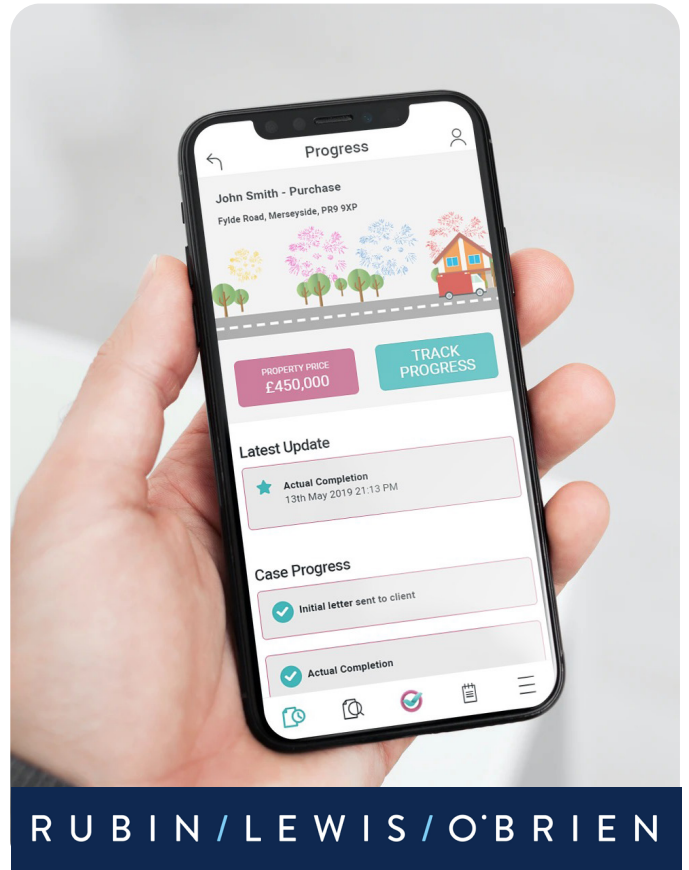 Progress
John Smith - Purchase
Fylde Road, Merseyside, PR9 9XP
PROPERTY PRICE
£450,000
TRACK
PROGRESS
Latest Update
Actual Completion
13th May 2019 21:13 PM
Case Progress
Initial letter sent to client
Actual Completion
RUBIN/LEWIS/O'BRIEN